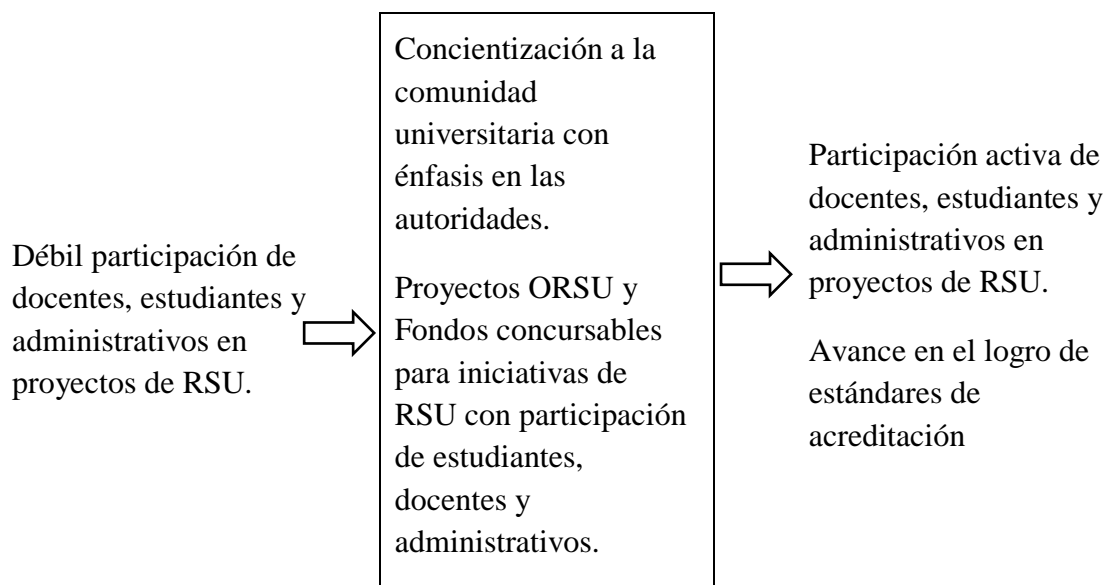 Débil participación de
docentes, estudiantes y
administrativos en
proyectos de RSU.
Concientización a la
comunidad
universitaria con
énfasis en las
autoridades.
Proyectos ORSU y
Fondos concursables
para iniciativas de
RSU con participación
de estudiantes,
docentes y
administrativos.
Participación activa de
docentes, estudiantes y
administrativos en
proyectos de RSU.
Avance en el logro de
estándares de
acreditación